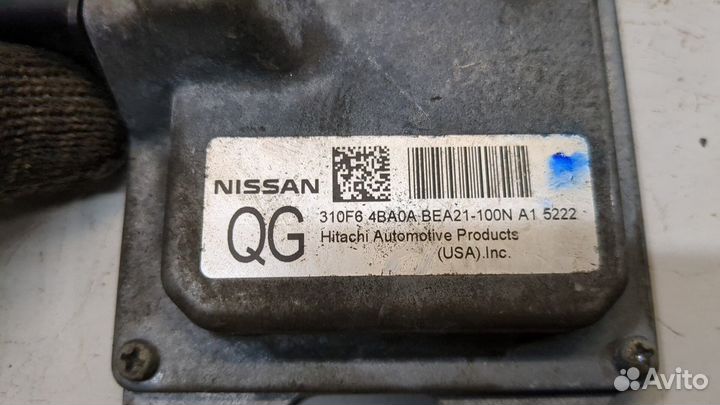 NISSAN
QG
310F6 4BA0A BEA21-100N A1 5222
Hitachi Automotive Products
(USA).Inc.
Avito